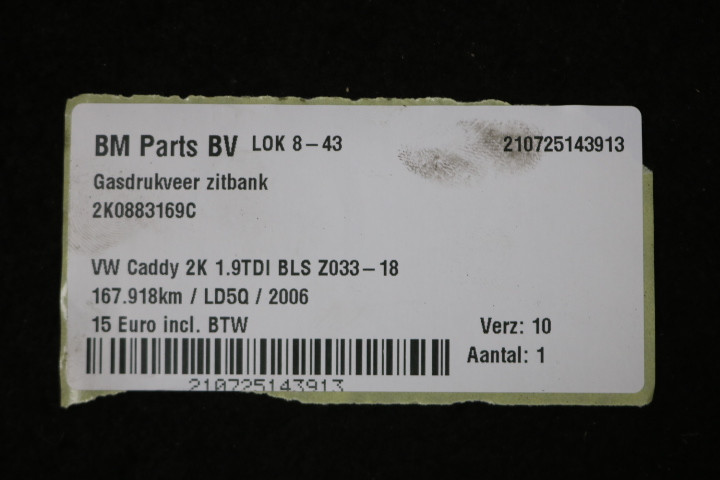 BM Parts BV LOK 8-43 210725143913
Gasdrukveer zitbank
2K0883169C
VW Caddy 2K 1.9TDI BLS Z033-18
167.918km / LD5Q / 2006
15 Euro incl. BTW Verz: 10
Aantal: 1
210725143913